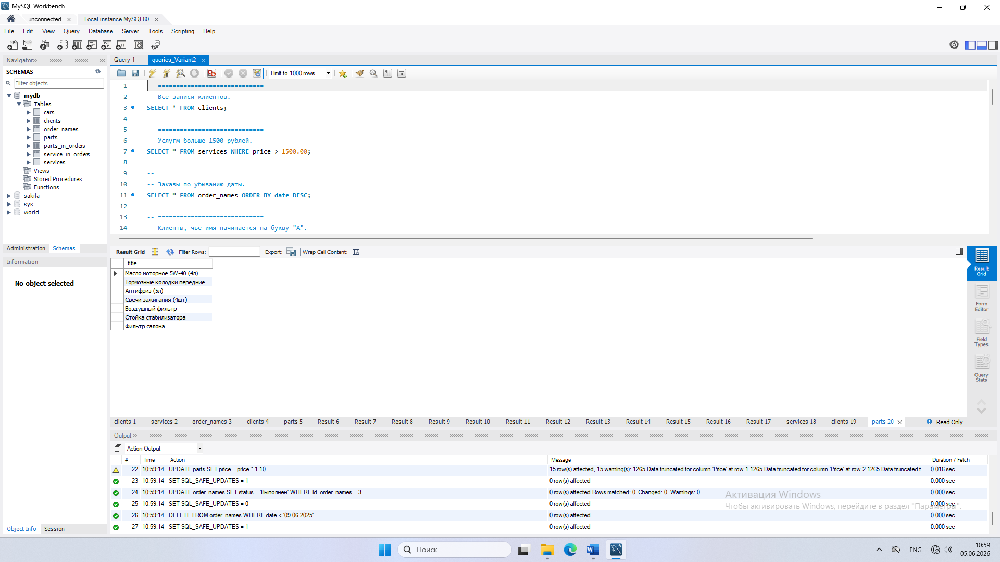 MySQL Workbench
unconnected
Local instance MySQL80
File Edit View Query Database Server Tools Scripting Help
Navigator
SCHEMAS
Filter objects
mydb
Tables
cars
clients
order_names
parts
parts_in_orders
service_in_orders
services
Views
Stored Procedures
Functions
sakila
sys
world
Administration Schemas
Information
No object selected
Object Info Session
Query 1
queries_Variant2
Limit to 1000 rows
1 -- =============================
2 -- Все записи клиентов.
3 SELECT * FROM clients;
4
5 -- =============================
6 -- Услугм больше 1500 рублей.
7 SELECT * FROM services WHERE price > 1500.00;
8
9 -- =============================
10 -- Заказы по убыванию даты.
11 SELECT * FROM order_names ORDER BY date DESC;
12
13 -- =============================
14 -- Клиенты, чьё имя начинается на букву "А".
Result Grid Filter Rows: Export: Wrap Cell Content:
title
Масло моторное 5W-40 (4л)
Тормозные колодки передние
Антифриз (5л)
Свечи зажигания (4шт)
Воздушный фильтр
Стойка стабилизатора
Фильтр салона
Result Grid
Form Editor
Field Types
Query Stats
clients 1 services 2 order_names 3 clients 4 parts 5 Result 6 Result 7 Result 8 Result 9 Result 10 Result 11 Result 12 Result 13 Result 14 Result 15 Result 16 Result 17 services 18 clients 19 parts 20 Read Only
Output
Action Output
# Time Action Message Duration / Fetch
22 10:59:14 UPDATE parts SET price = price * 1.10 15 row(s) affected, 15 warning(s): 1265 Data truncated for column 'Price' at row 1 1265 Data truncated for column 'Price' at row 2 1265 Data truncated f... 0.016 sec
23 10:59:14 SET SQL_SAFE_UPDATES = 1 0 row(s) affected 0.000 sec
24 10:59:14 UPDATE order_names SET status = 'Выполнен' WHERE id_order_names = 3 0 row(s) affected Rows matched: 0 Changed: 0 Warnings: 0 0.000 sec
25 10:59:14 SET SQL_SAFE_UPDATES = 0 0 row(s) affected 0.000 sec
26 10:59:14 DELETE FROM order_names WHERE date < '09.06.2025' 0 row(s) affected 0.000 sec
27 10:59:14 SET SQL_SAFE_UPDATES = 1 0 row(s) affected 0.000 sec
Активация Windows
Чтобы активировать Windows, перейдите в раздел "Параметры".
Поиск
ENG
10:59
05.06.2026